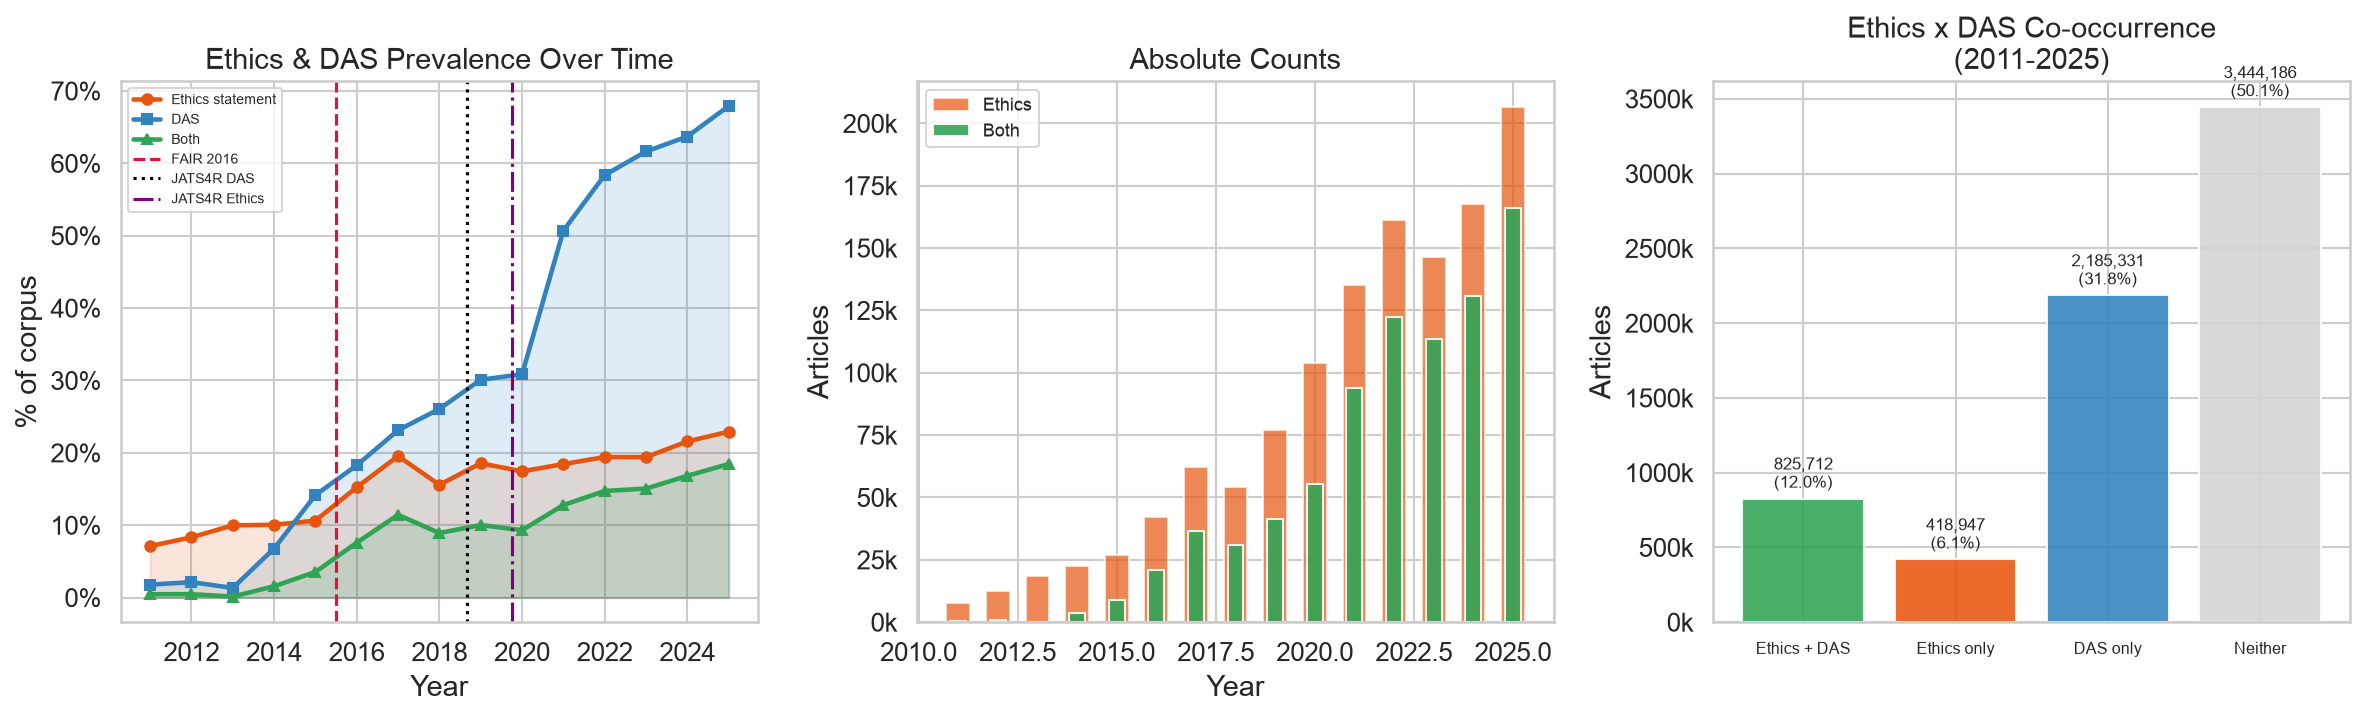 Ethics & DAS Prevalence Over Time
70%
60%
50%
40%
30%
20%
10%
0%
% of corpus
Ethics statement
DAS
Both
FAIR 2016
JATS4R DAS
JATS4R Ethics
2012 2014 2016 2018 2020 2022 2024
Year
Absolute Counts
200k
175k
150k
125k
100k
75k
50k
25k
0k
Articles
Ethics
Both
2010.0 2012.5 2015.0 2017.5 2020.0 2022.5 2025.0
Year
Ethics x DAS Co-occurrence
(2011-2025)
3500k
3000k
2500k
2000k
1500k
1000k
500k
0k
Articles
825,712
(12.0%)
418,947
(6.1%)
2,185,331
(31.8%)
3,444,186
(50.1%)
Ethics + DAS Ethics only DAS only Neither